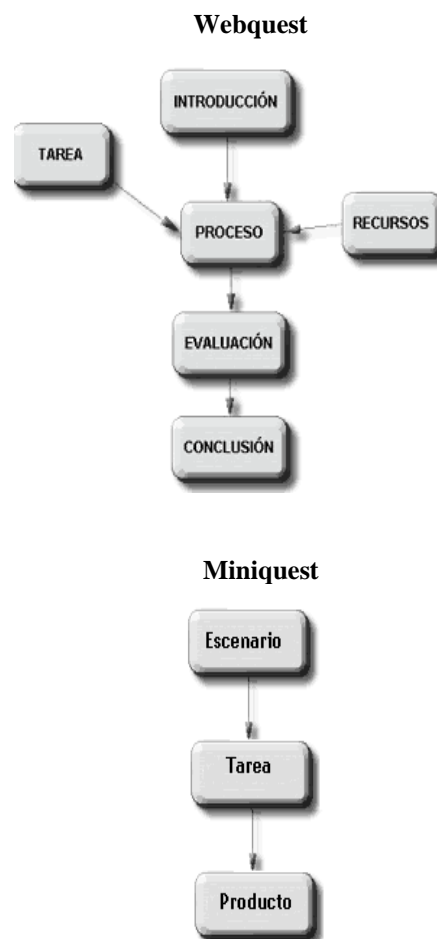 Webquest
INTRODUCCIÓN
TAREA
PROCESO
RECURSOS
EVALUACIÓN
CONCLUSIÓN
Miniquest
Escenario
Tarea
Producto